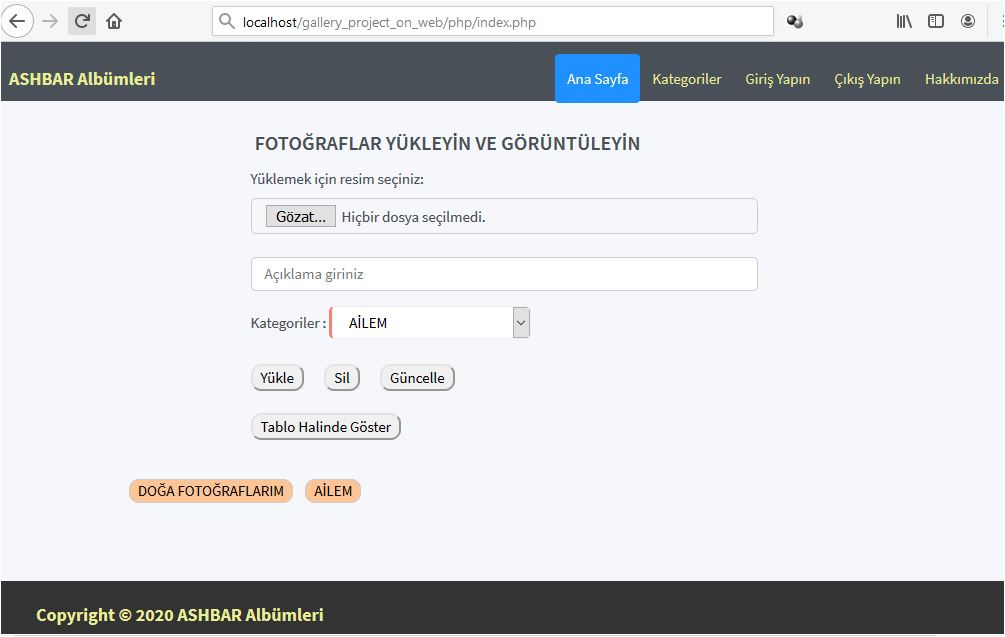 localhost/gallery_project_on_web/php/index.php
ASHBAR Albümleri Ana Sayfa Kategoriler Giriş Yapın Çıkış Yapın Hakkımızda
FOTOĞRAFLAR YÜKLEYİN VE GÖRÜNTÜLEYİN
Yüklemek için resim seçiniz:
Gözat... Hiçbir dosya seçilmedi.
Açıklama giriniz
Kategoriler : AİLEM
Yükle Sil Güncelle
Tablo Halinde Göster
DOĞA FOTOĞRAFLARIM AİLEM
Copyright © 2020 ASHBAR Albümleri